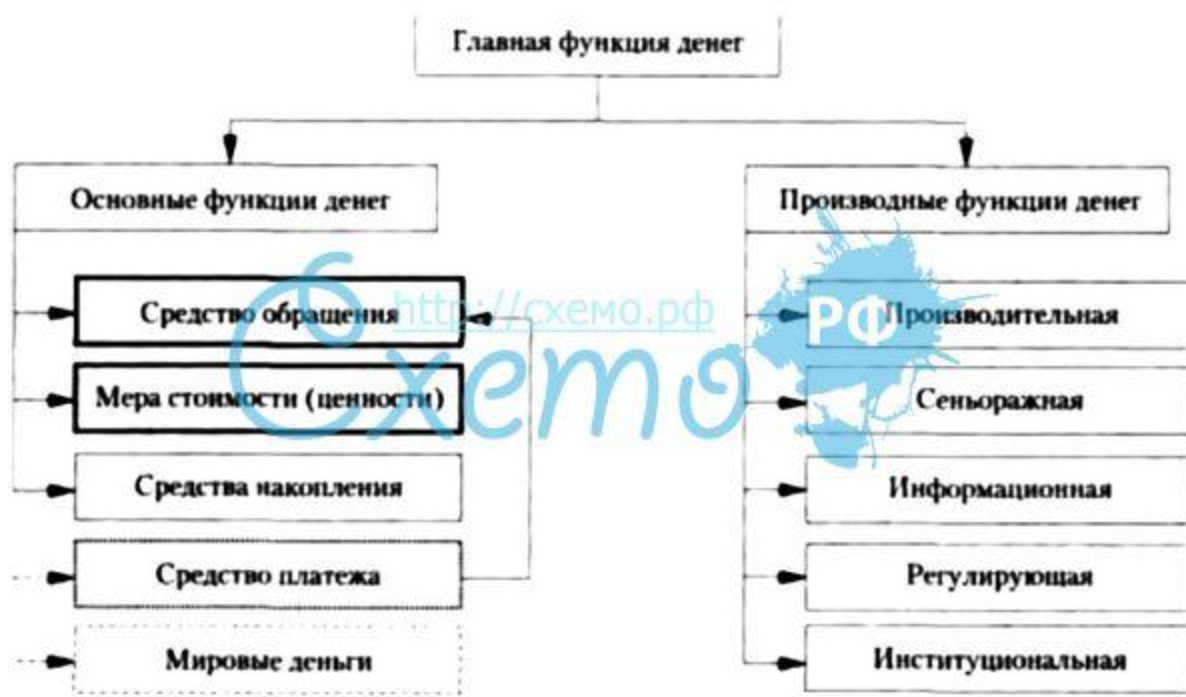 Главная функция денег
Основные функции денег
Средство обращения
Мера стоимости (ценности)
Средства накопления
Средство платежа
Мировые деньги
Производные функции денег
Производительная
Сеньоражная
Информационная
Регулирующая
Институциональная
http://схемо.рф
Схемо
РФ